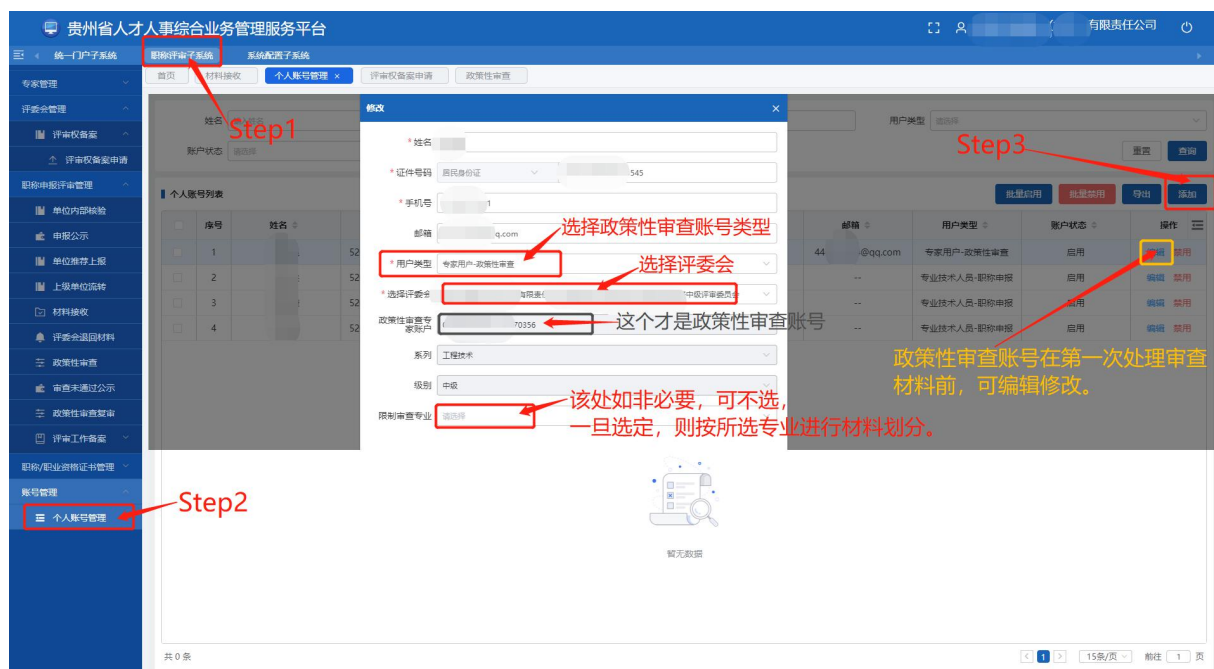 贵州省人才人事综合业务管理服务平台
有限责任公司
统一门户子系统
职称评审子系统
系统配置子系统
首页
材料接收
个人账号管理 ×
评审权备案申请
政策性审查
专家管理
评委会管理
评审权备案
评审权备案申请
职称申报评审管理
单位内部核验
申报公示
单位推荐上报
上级单位流转
材料接收
评委会退回材料
政策性审查
审查未通过公示
政策性审查复审
评审工作备案
职称/职业资格证书管理
账号管理
个人账号管理
Step1
Step2
Step3
姓名
账户状态 请选择
用户类型 请选择
重置
查询
个人账号列表
批量启用
批量禁用
导出
添加
序号 姓名 邮箱 用户类型 账户状态 操作
1 52 44 @qq.com 专家用户-政策性审查 启用 编辑 禁用
2 52 -- 专业技术人员-职称申报 启用 编辑 禁用
3 52 -- 专业技术人员-职称申报 启用 编辑 禁用
4 52 -- 专业技术人员-职称申报 启用 编辑 禁用
修改 ×
* 姓名
* 证件号码 居民身份证 545
* 手机号 1
邮箱 q.com
* 用户类型 专家用户-政策性审查
* 选择评委会 有限责 中级评审委员会
政策性审查专
家账户 70356
系列 工程技术
级别 中级
限制审查专业 请选择
选择政策性审查账号类型
选择评委会
这个才是政策性审查账号
该处如非必要，可不选，
一旦选定，则按所选专业进行材料划分。
政策性审查账号在第一次处理审查
材料前，可编辑修改。
暂无数据
共 0 条
< 1 > 15条/页 前往 1 页